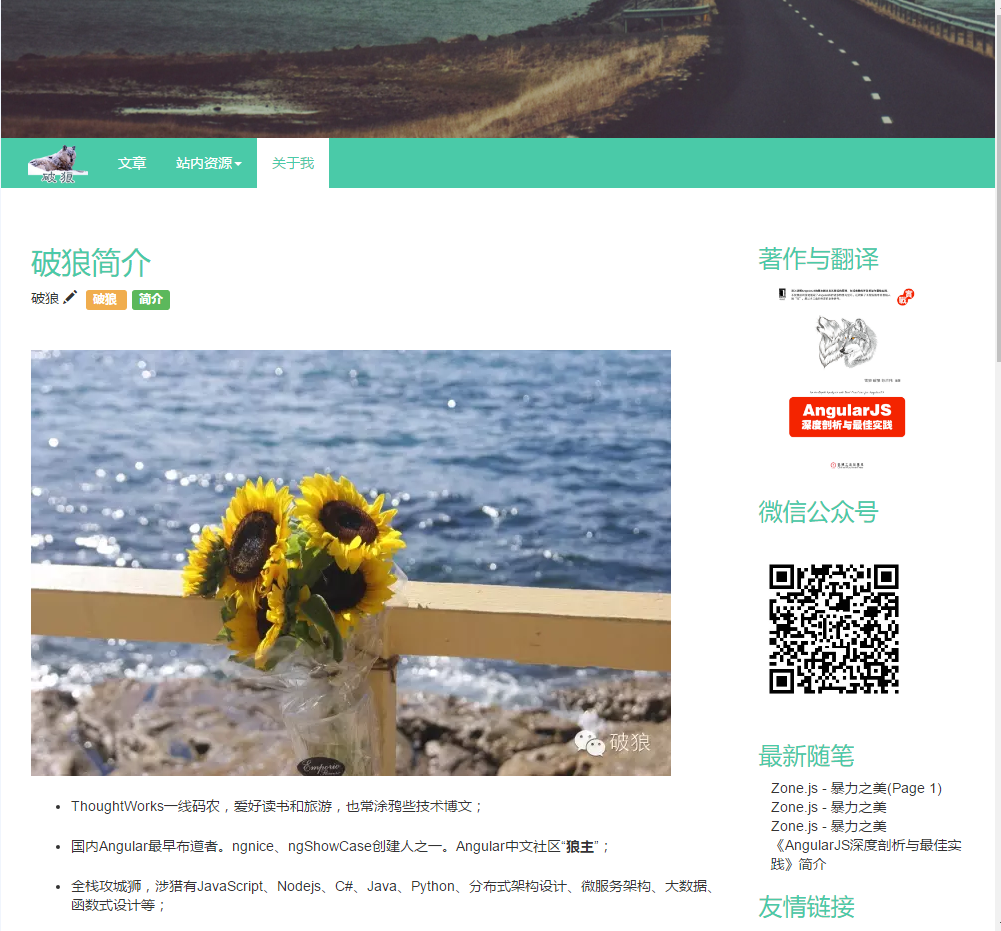 破狼
文章
站内资源
关于我
破狼简介
破狼
破狼
简介
Emporio
破狼
ThoughtWorks一线码农，爱好读书和旅游，也常涂鸦些技术博文；
国内Angular最早布道者。ngnice、ngShowCase创建人之一。Angular中文社区“狼主”；
全栈攻城狮，涉猎有JavaScript、Nodejs、C#、Java、Python、分布式架构设计、微服务架构、大数据、
函数式设计等；
著作与翻译
AngularJS
深度剖析与最佳实践
微信公众号
最新随笔
Zone.js - 暴力之美(Page 1)
Zone.js - 暴力之美
Zone.js - 暴力之美
《AngularJS深度剖析与最佳实
践》简介
友情链接